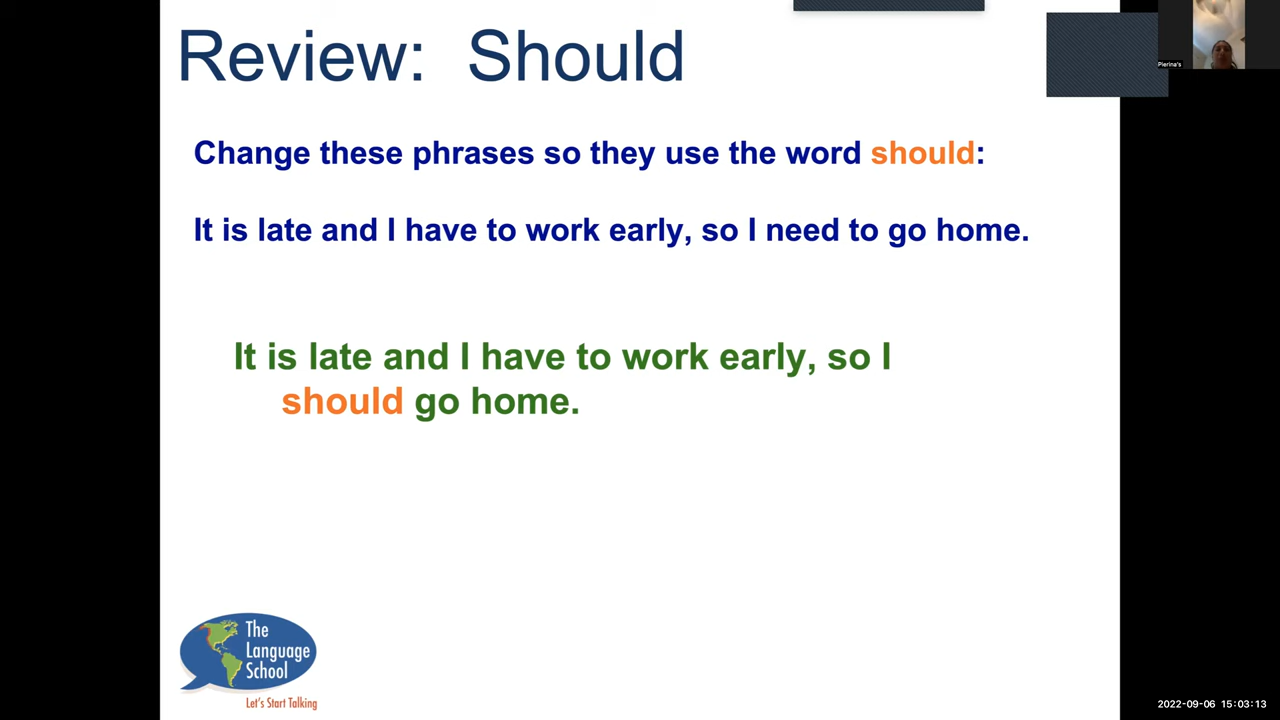 Review: Should
Pierina's
Change these phrases so they use the word should:
It is late and I have to work early, so I need to go home.
It is late and I have to work early, so I
should go home.
The
Language
School
Let's Start Talking
2022-09-06 15:03:13